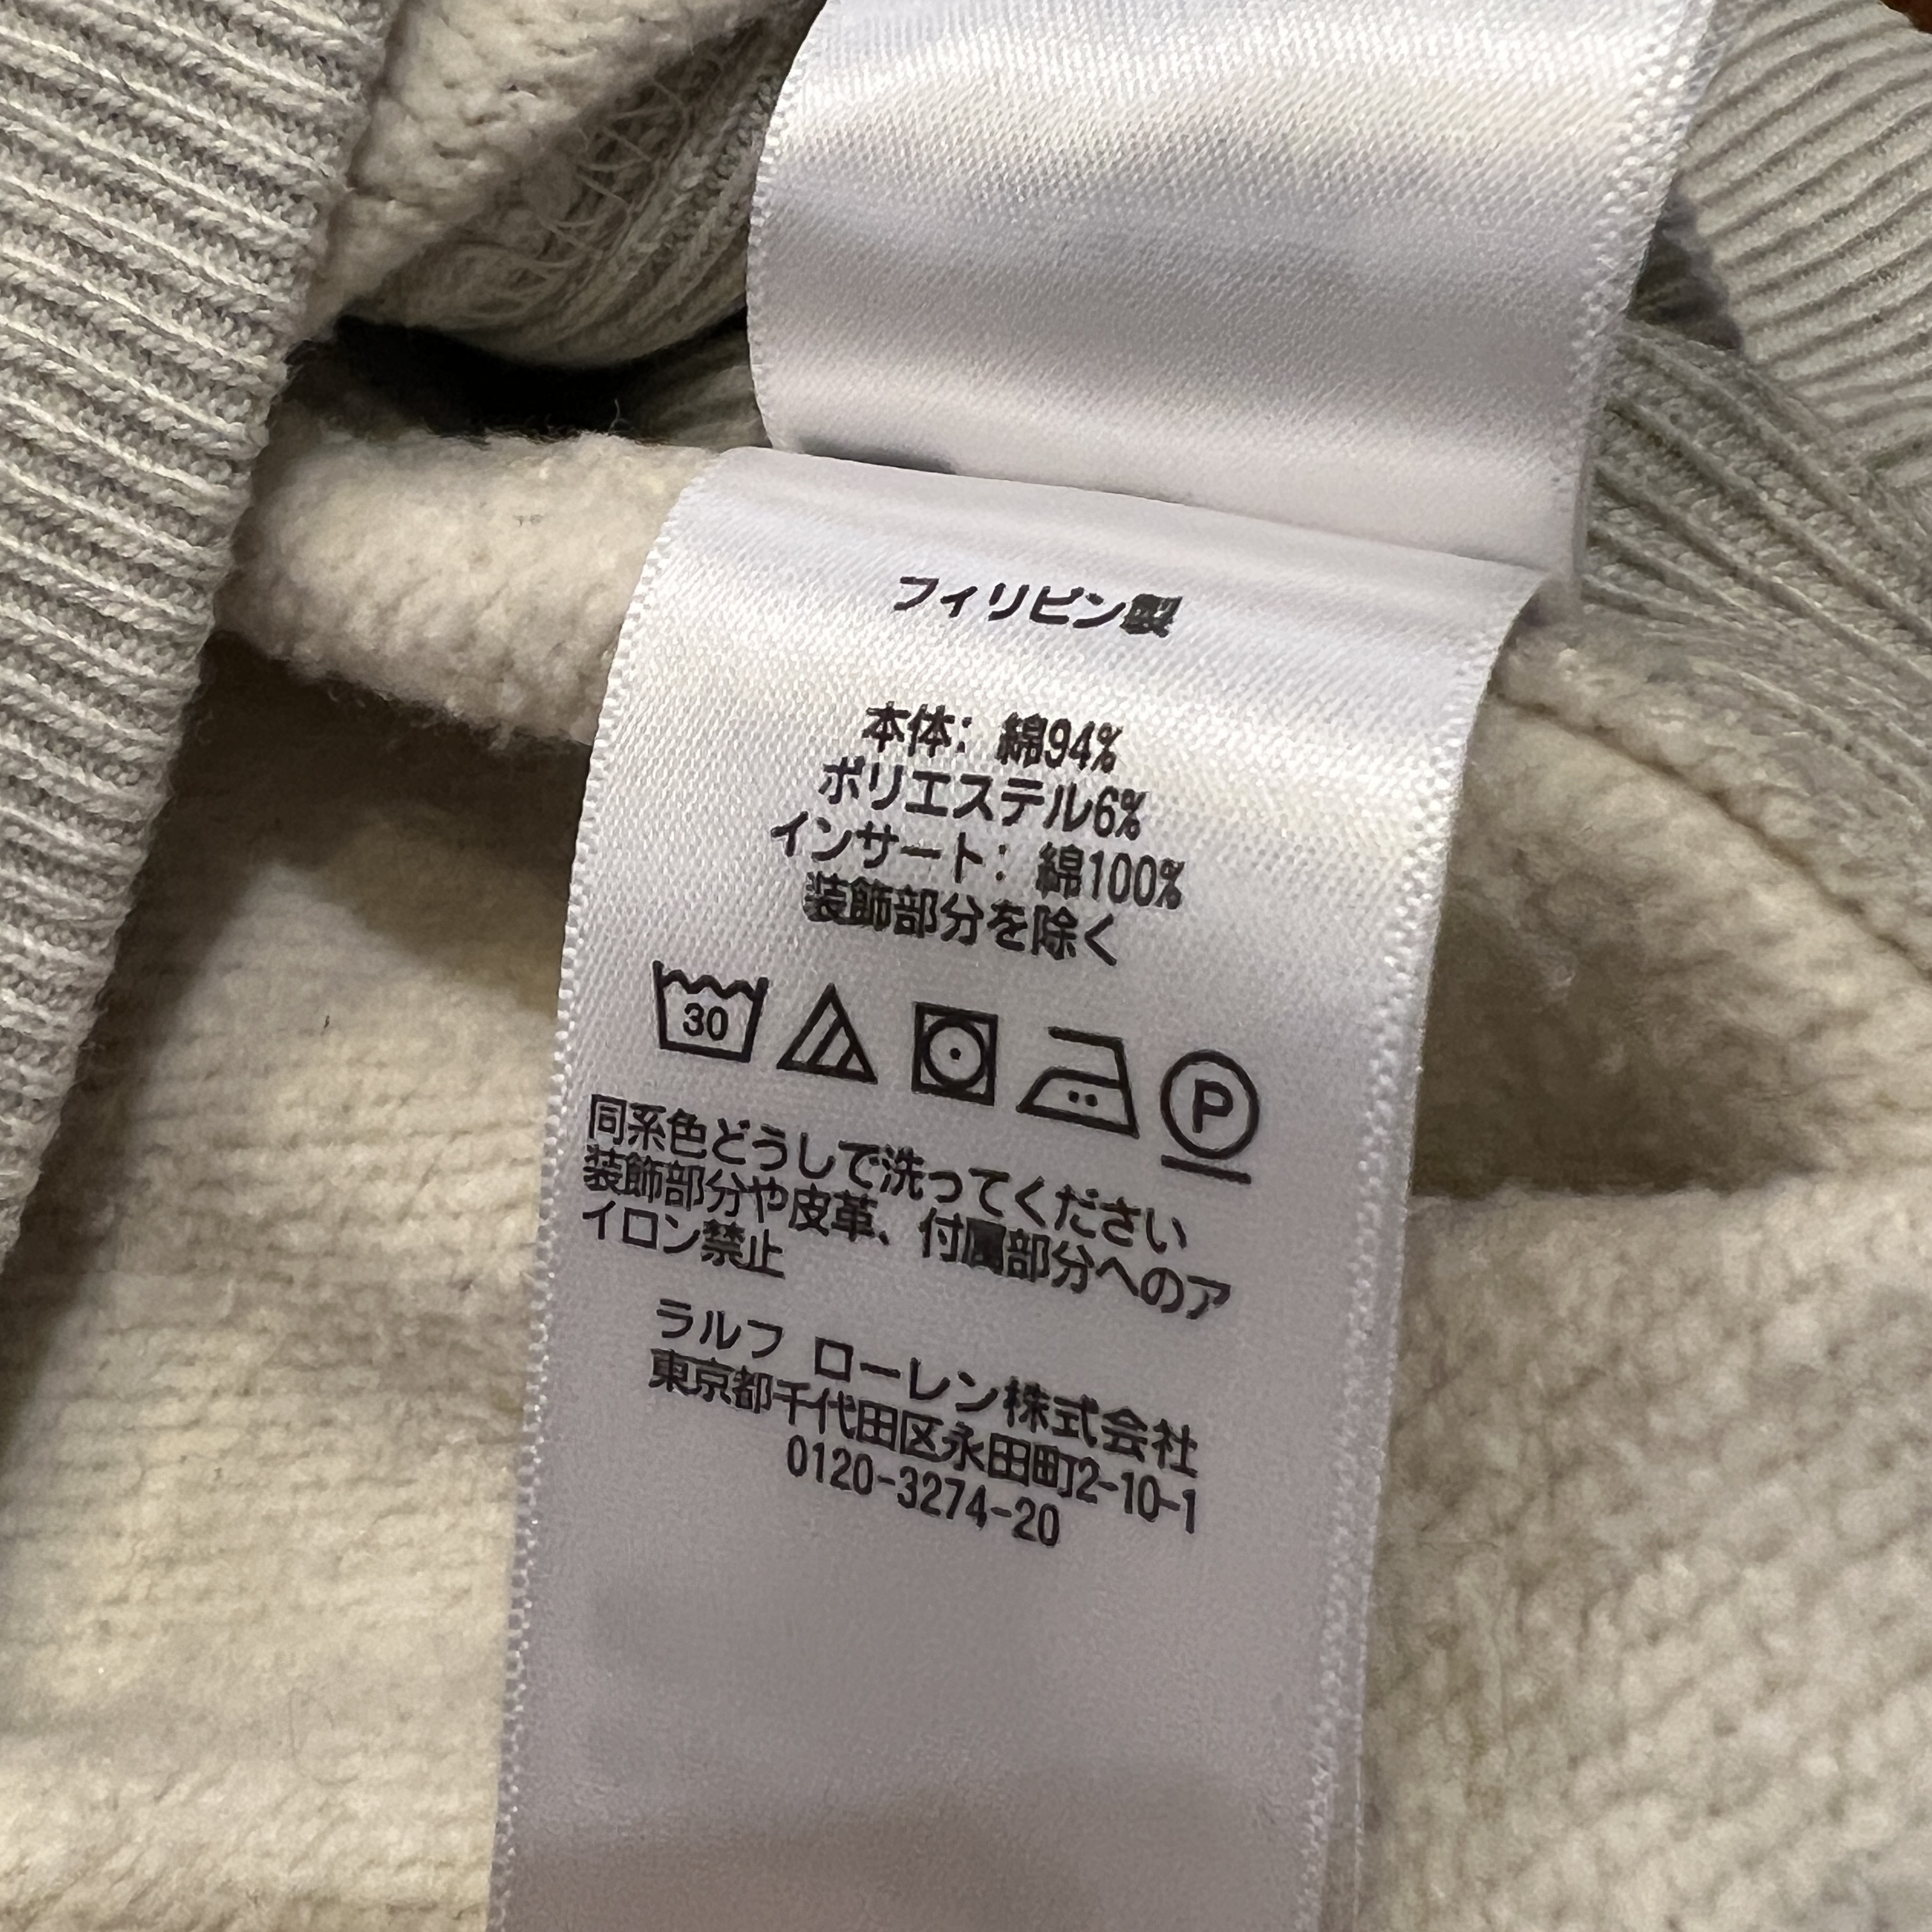 フィリピン製
本体: 綿94%
ポリエステル6%
インサート: 綿100%
装飾部分を除く
30
P
同系色どうしで洗ってください
装飾部分や皮革、付属部分へのア
イロン禁止
ラルフ ローレン株式会社
東京都千代田区永田町2-10-1
0120-3274-20